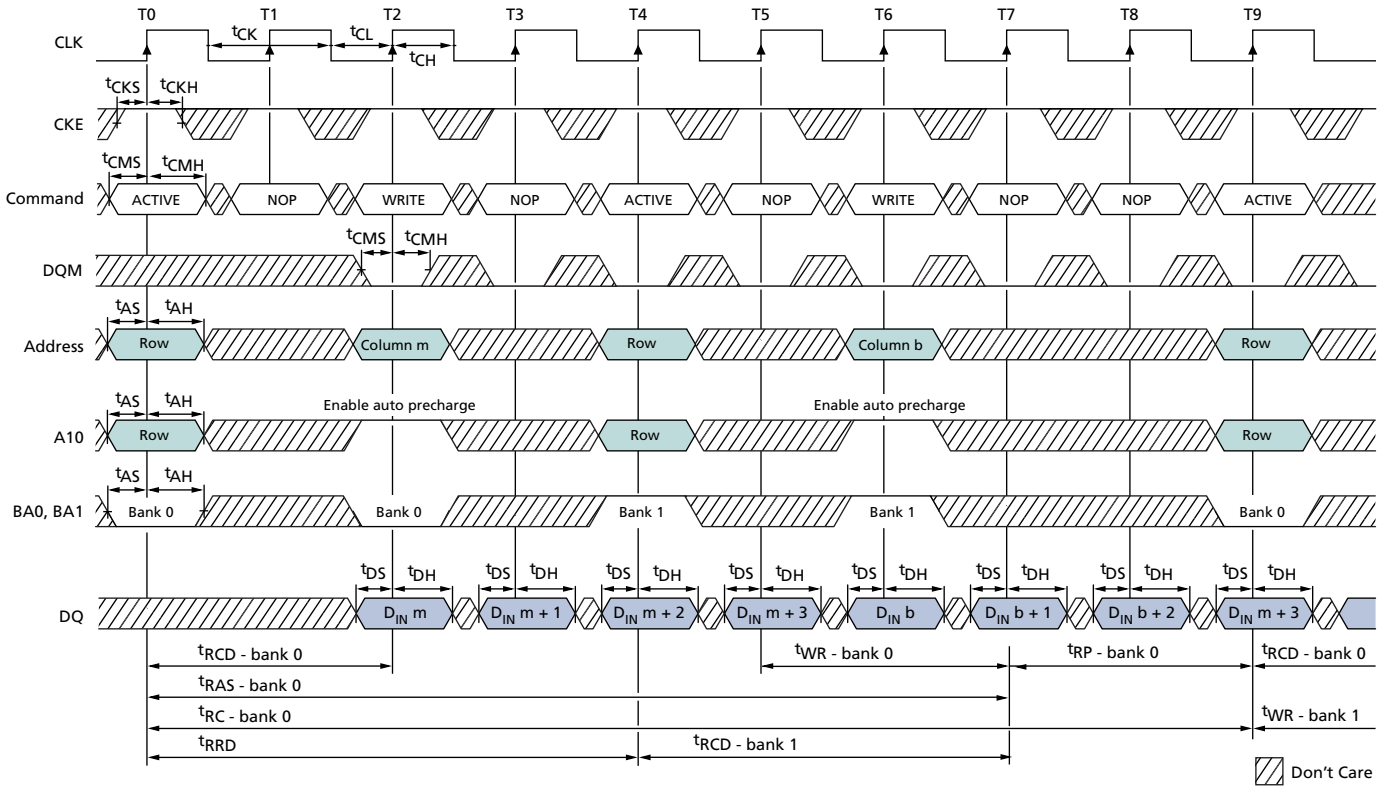 T0 T1 T2 T3 T4 T5 T6 T7 T8 T9
CLK tCK tCL tCH
tCKS tCKH
CKE
tCMS tCMH
Command ACTIVE NOP WRITE NOP ACTIVE NOP WRITE NOP NOP ACTIVE
tCMS tCMH
DQM
tAS tAH
Address Row Column m Row Column b Row
tAS tAH Enable auto precharge Enable auto precharge
A10 Row Row Row
tAS tAH
BA0, BA1 Bank 0 Bank 0 Bank 1 Bank 1 Bank 0
tDS tDH tDS tDH tDS tDH tDS tDH tDS tDH tDS tDH tDS tDH tDS tDH
DQ DIN m DIN m + 1 DIN m + 2 DIN m + 3 DIN b DIN b + 1 DIN b + 2 DIN m + 3
tRCD - bank 0 tWR - bank 0 tRP - bank 0 tRCD - bank 0
tRAS - bank 0
tRC - bank 0 tWR - bank 1
tRRD tRCD - bank 1
Don't Care